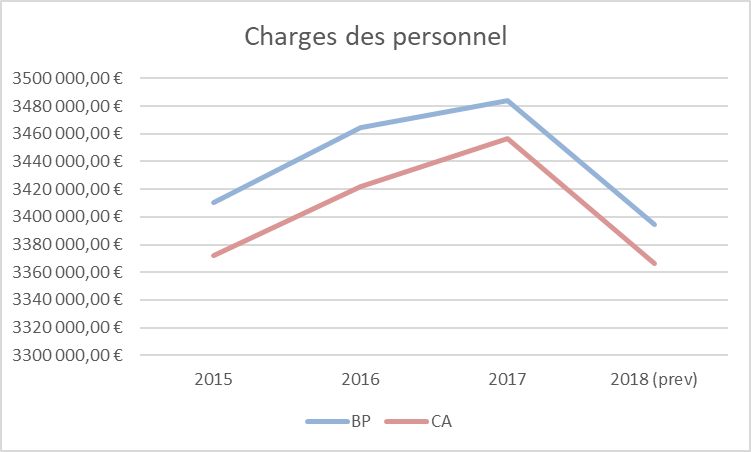 Charges des personnel
3500 000,00 €
3480 000,00 €
3460 000,00 €
3440 000,00 €
3420 000,00 €
3400 000,00 €
3380 000,00 €
3360 000,00 €
3340 000,00 €
3320 000,00 €
3300 000,00 €
2015 2016 2017 2018 (prev)
BP CA